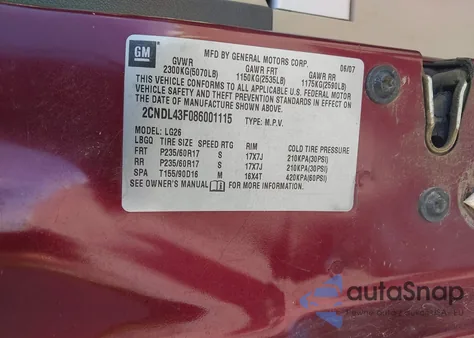 GM
MFD BY GENERAL MOTORS CORP. 06/07
GVWR GAWR FRT GAWR RR
2300KG(5070LB) 1150KG(2535LB) 1175KG(2590LB)
THIS VEHICLE CONFORMS TO ALL APPLICABLE U.S. FEDERAL MOTOR
VEHICLE SAFETY AND THEFT PREVENTION STANDARDS IN EFFECT ON
THE DATE OF MANUFACTURE SHOWN ABOVE.
2CNDL43F086001115 TYPE: M.P.V.
MODEL: LG26
LBGQ TIRE SIZE SPEED RTG RIM COLD TIRE PRESSURE
FRT P235/60R17 S 17X7J 210KPA(30PSI)
RR P235/60R17 S 17X7J 210KPA(30PSI)
SPA T155/90D16 M 16X4T 420KPA(60PSI)
SEE OWNER'S MANUAL FOR MORE INFORMATION.
autoSnap